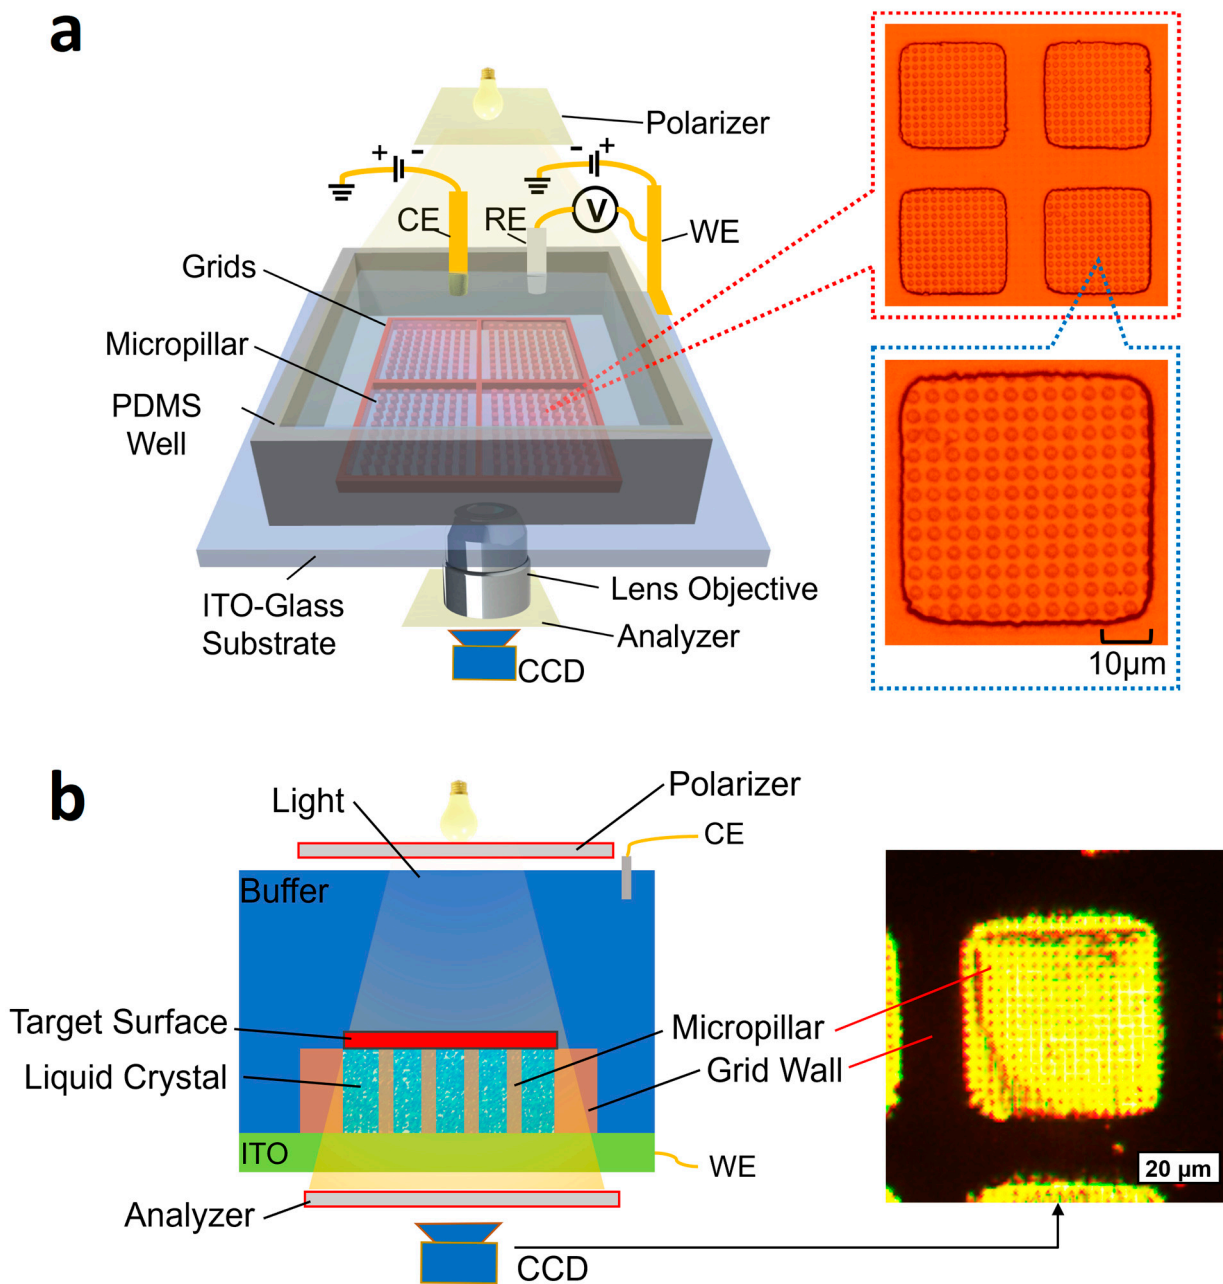 a
Polarizer
+ -
- +
CE
RE
V
WE
Grids
Micropillar
PDMS
Well
ITO-Glass
Substrate
Lens Objective
Analyzer
CCD
10μm
b
Light
Polarizer
CE
Buffer
Target Surface
Liquid Crystal
Micropillar
Grid Wall
ITO
WE
Analyzer
CCD
20 μm